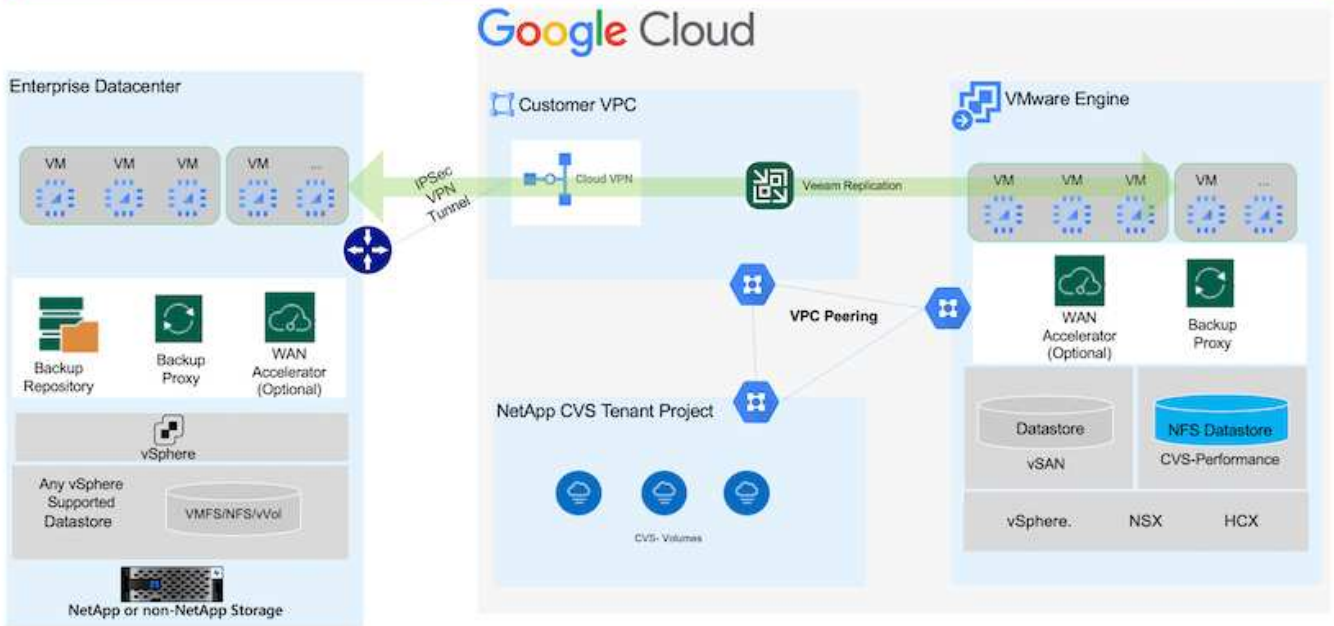 Google Cloud
Enterprise Datacenter
VM
VM
VM
VM
...
IPSec
VPN
Tunnel
Backup
Repository
Backup
Proxy
WAN
Accelerator
(Optional)
vSphere
Any vSphere
Supported
Datastore
VMFS/NFS/vVol
NetApp or non-NetApp Storage
Customer VPC
Cloud VPN
Veeam Replication
VPC Peering
NetApp CVS Tenant Project
CVS- Volumes
VMware Engine
VM
VM
VM
VM
...
WAN
Accelerator
(Optional)
Backup
Proxy
Datastore
vSAN
NFS Datastore
CVS-Performance
vSphere.
NSX
HCX